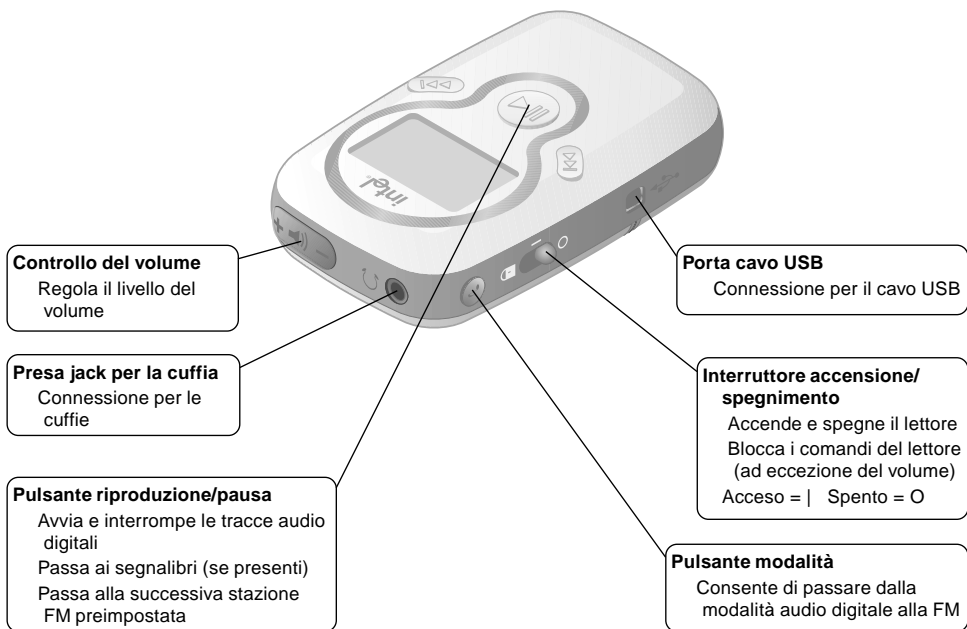 intel
Controllo del volume
Regola il livello del
volume
Presa jack per la cuffia
Connessione per le
cuffie
Pulsante riproduzione/pausa
Avvia e interrompe le tracce audio
digitali
Passa ai segnalibri (se presenti)
Passa alla successiva stazione
FM preimpostata
Porta cavo USB
Connessione per il cavo USB
Interruttore accensione/
spegnimento
Accende e spegne il lettore
Blocca i comandi del lettore
(ad eccezione del volume)
Acceso = | Spento = O
Pulsante modalità
Consente di passare dalla
modalità audio digitale alla FM